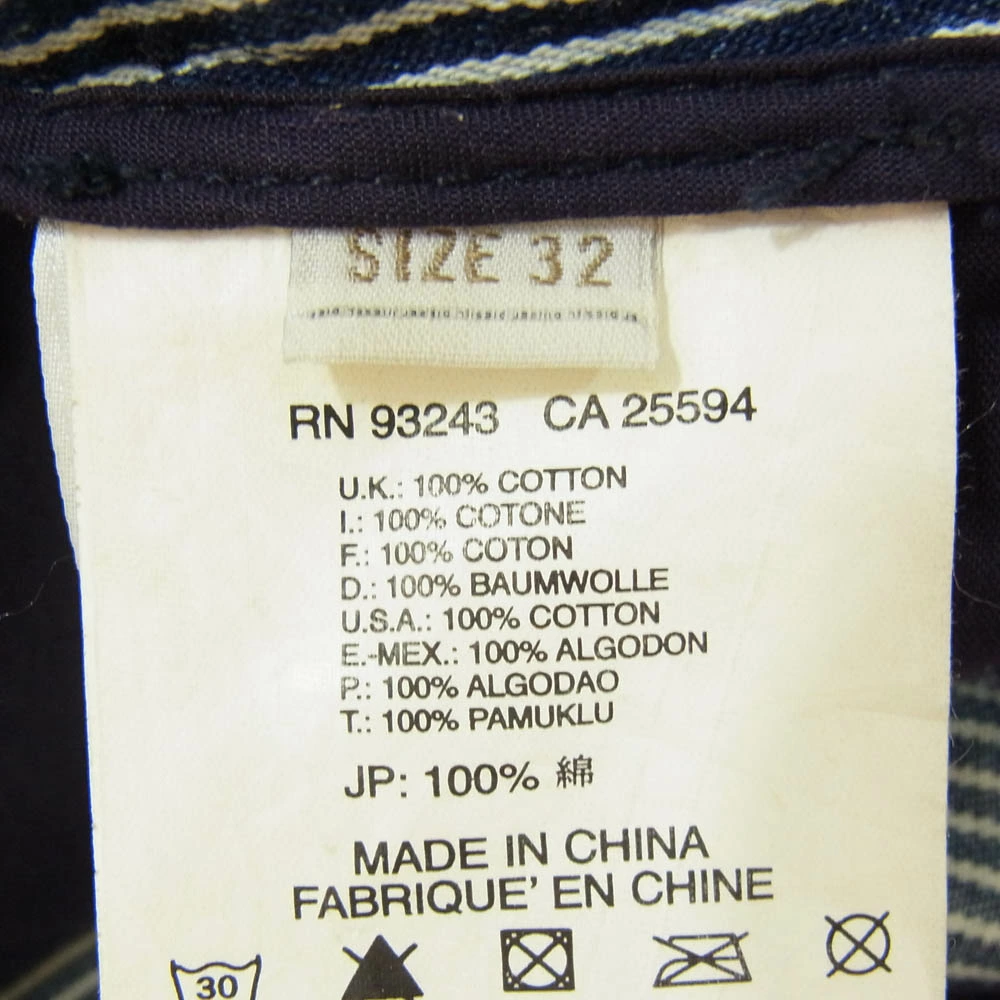 SIZE 32
RN 93243 CA 25594
U.K.: 100% COTTON
I.: 100% COTONE
F.: 100% COTON
D.: 100% BAUMWOLLE
U.S.A.: 100% COTTON
E.-MEX.: 100% ALGODON
P.: 100% ALGODAO
T.: 100% PAMUKLU
JP: 100% 綿
MADE IN CHINA
FABRIQUE' EN CHINE
30